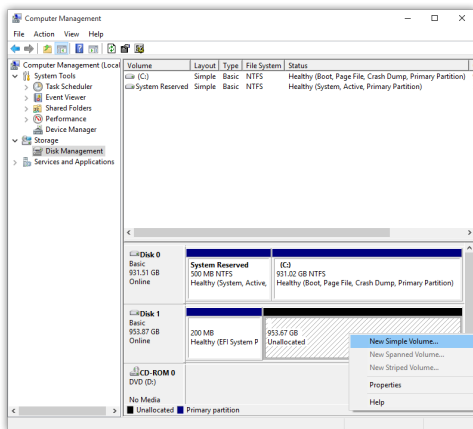 Computer Management
File Action View Help
Computer Management (Local
System Tools
Task Scheduler
Event Viewer
Shared Folders
Performance
Device Manager
Storage
Disk Management
Services and Applications
Volume Layout Type File System Status
(C:) Simple Basic NTFS Healthy (Boot, Page File, Crash Dump, Primary Partition)
System Reserved Simple Basic NTFS Healthy (System, Active, Primary Partition)
Disk 0
Basic
931.51 GB
Online
System Reserved
500 MB NTFS
Healthy (System, Active,
(C:)
931.02 GB NTFS
Healthy (Boot, Page File, Crash Dump, Primary Partition)
Disk 1
Basic
953.87 GB
Online
200 MB
Healthy (EFI System P
953.67 GB
Unallocated
New Simple Volume...
New Spanned Volume...
New Striped Volume...
Properties
Help
CD-ROM 0
DVD (D:)
No Media
Unallocated Primary partition